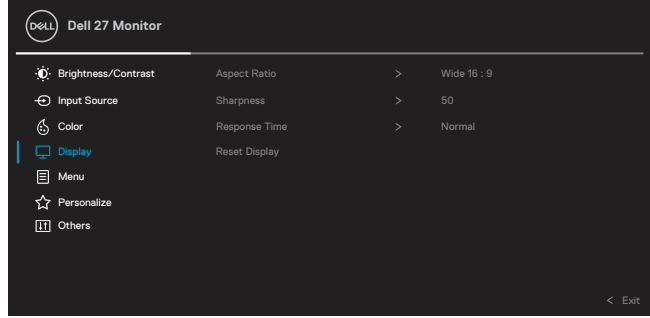 DELL Dell 27 Monitor
Brightness/Contrast Aspect Ratio > Wide 16 : 9
Input Source Sharpness > 50
Color Response Time > Normal
Display Reset Display
Menu
Personalize
Others
< Exit